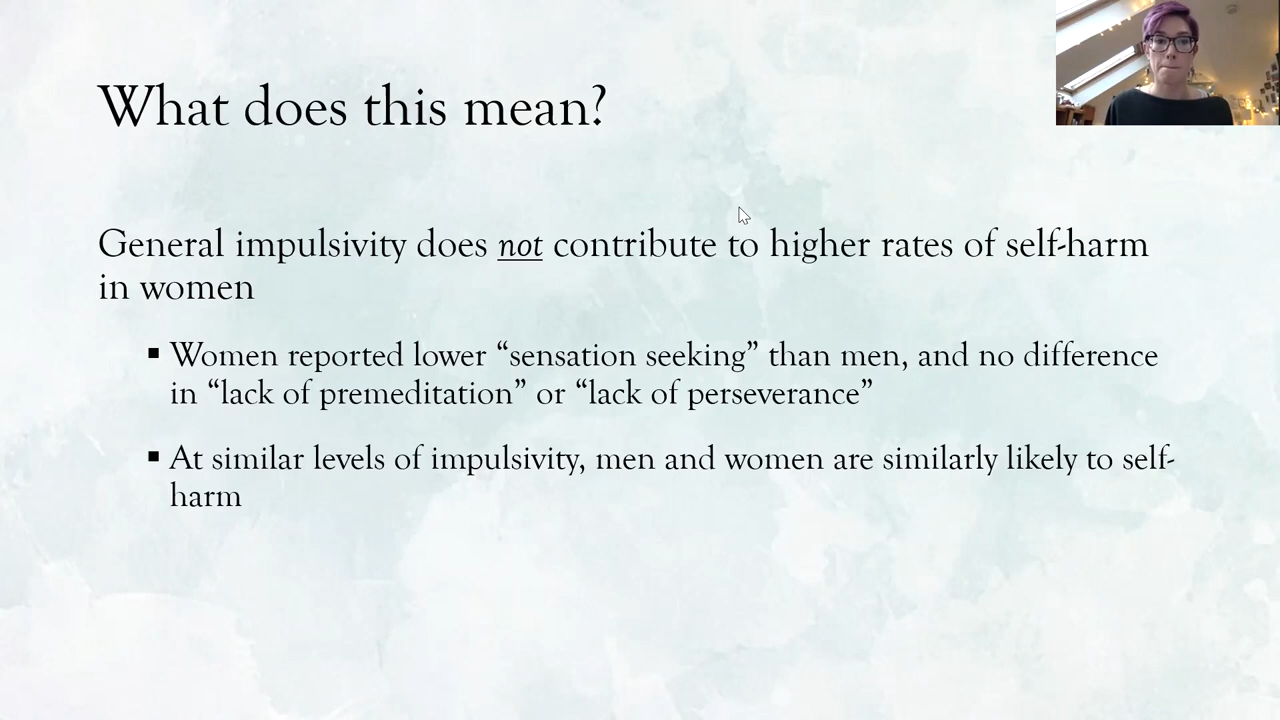 What does this mean?
General impulsivity does not contribute to higher rates of self-harm
in women
▪ Women reported lower “sensation seeking” than men, and no difference
in “lack of premeditation” or “lack of perseverance”
▪ At similar levels of impulsivity, men and women are similarly likely to self-
harm